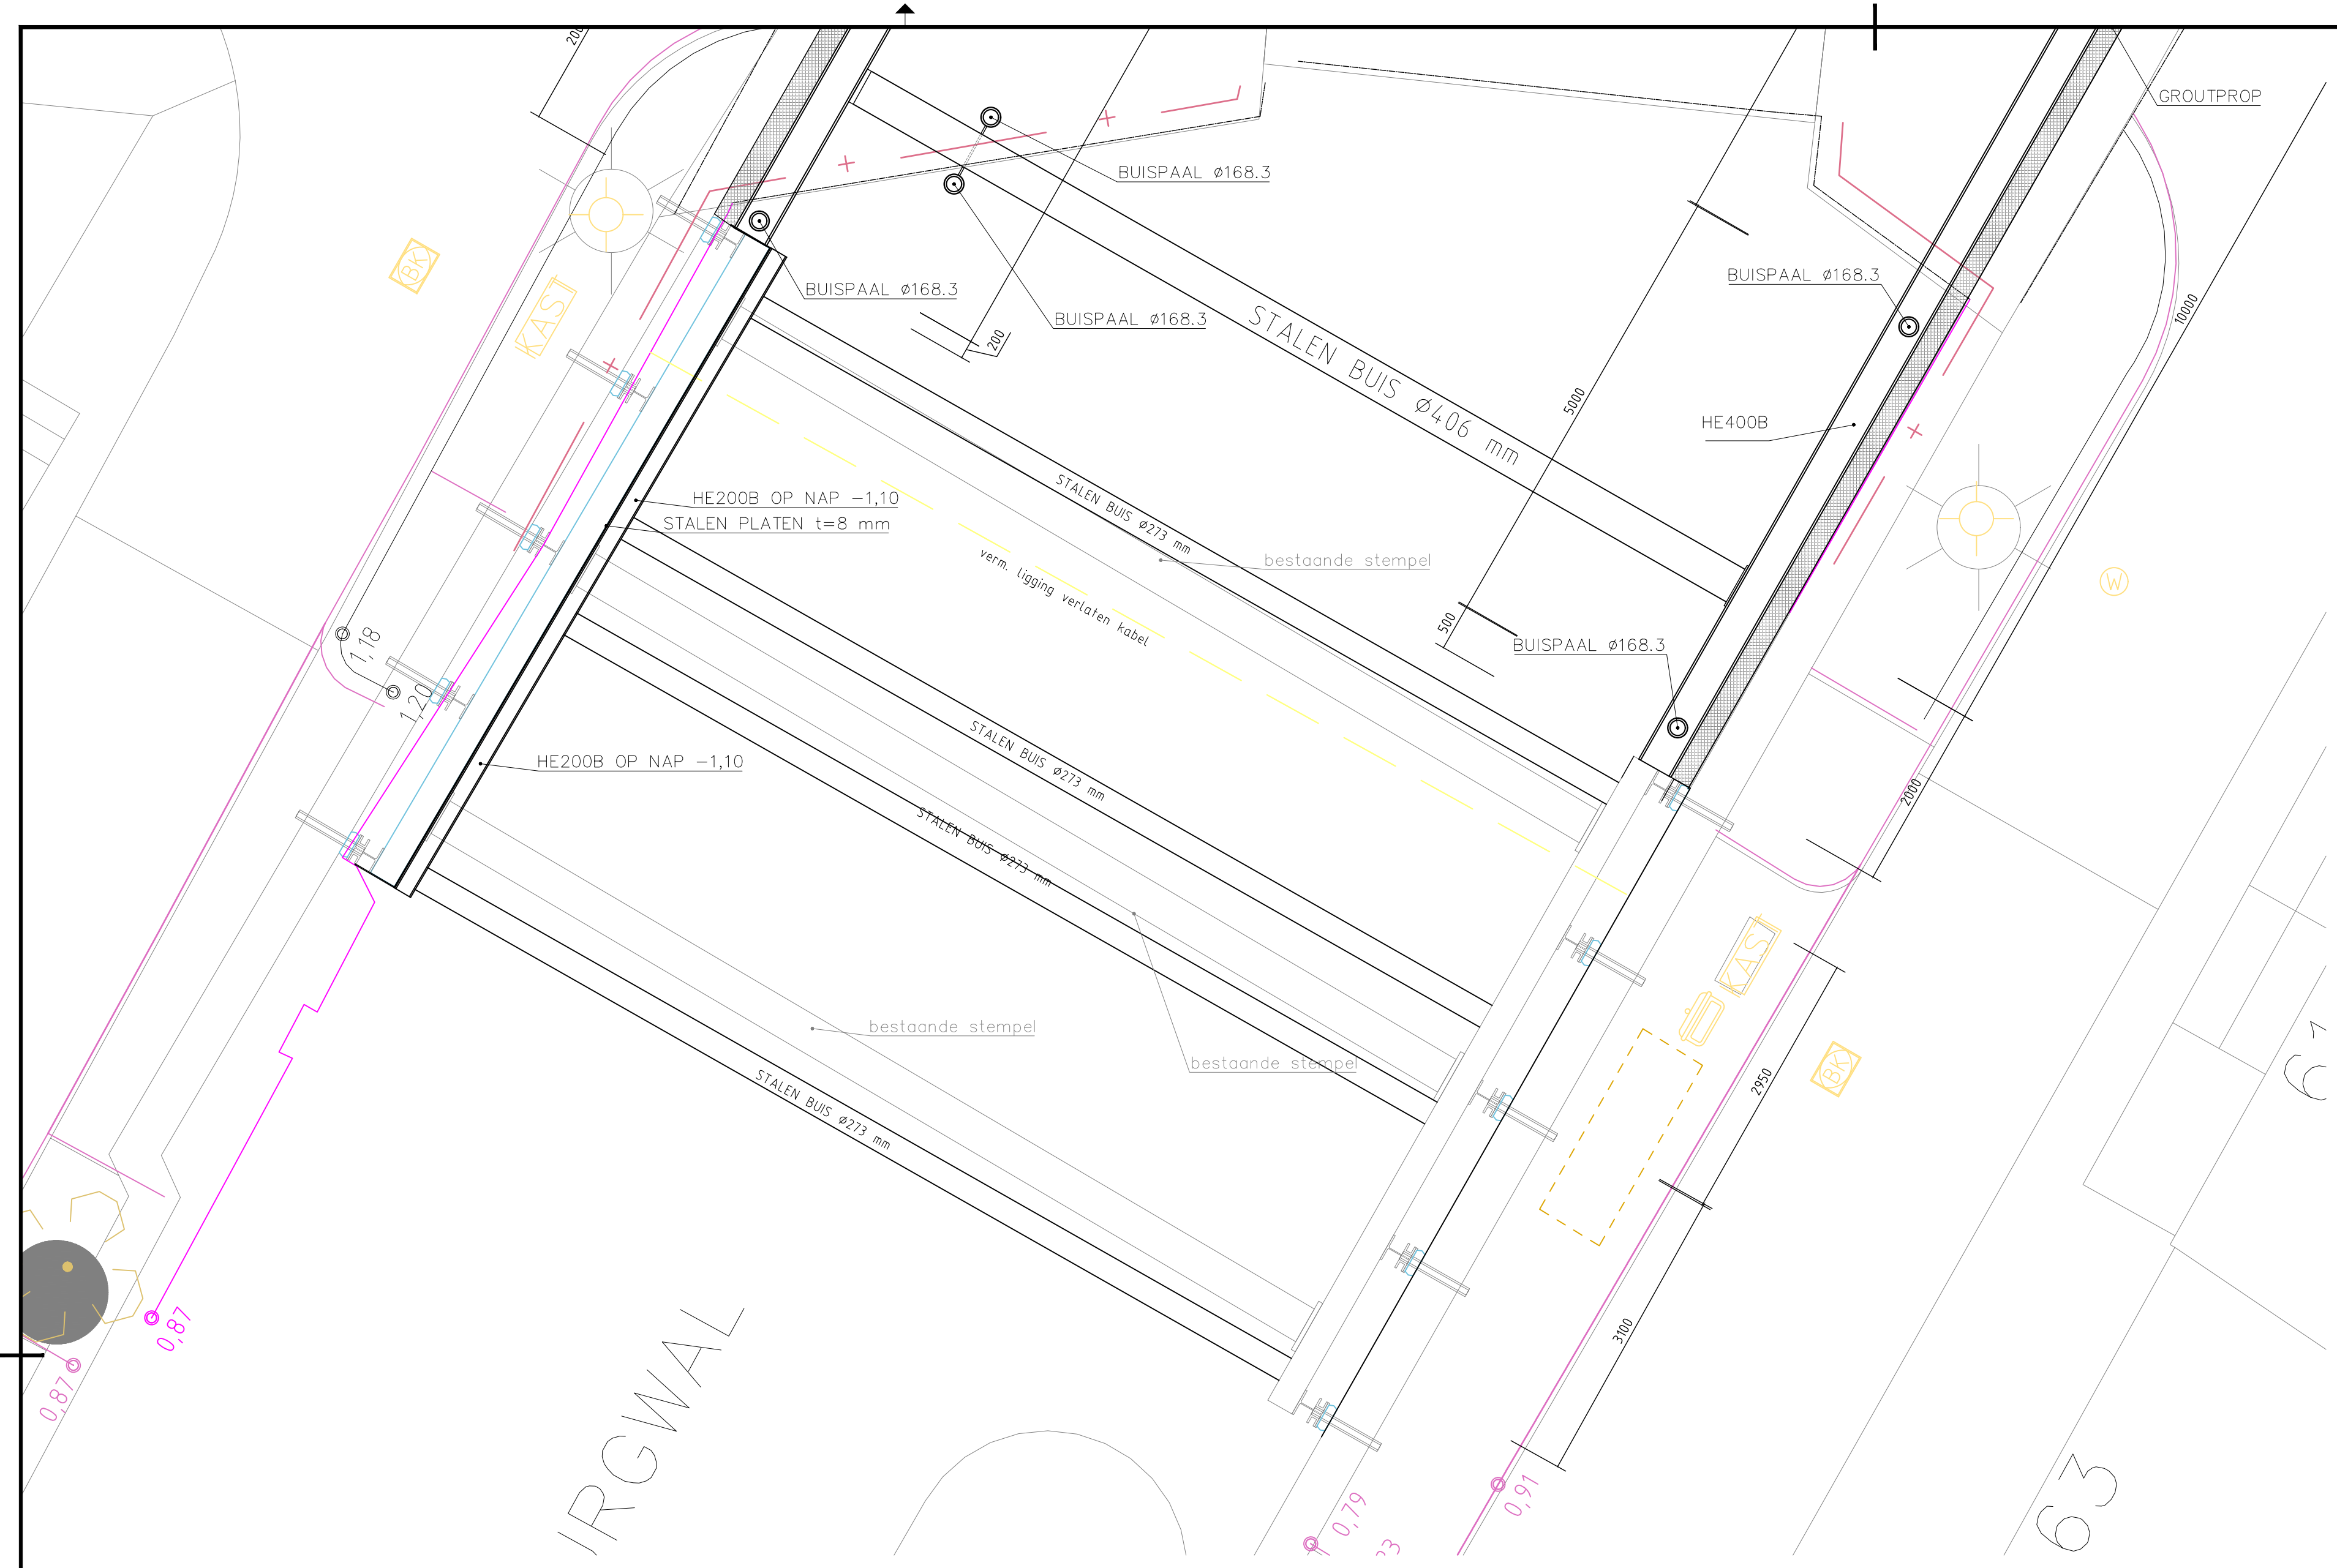 200
GROUTPROP
BUISPAAL ø168.3
BK
KAST
BUISPAAL ø168.3
BUISPAAL ø168.3
200
STALEN BUIS ø406 mm
BUISPAAL ø168.3
10000
5000
HE400B
HE200B OP NAP -1,10
STALEN PLATEN t=8 mm
STALEN BUIS ø273 mm
bestaande stempel
verm. ligging verlaten kabel
W
500
BUISPAAL ø168.3
1,18
1,20
STALEN BUIS ø273 mm
HE200B OP NAP -1,10
2000
STALEN BUIS ø273 mm
KAST
bestaande stempel
bestaande stempel
2950
BK
61
STALEN BUIS ø273 mm
3100
0,87
0,87
URGWAL
0,79
0,91
63